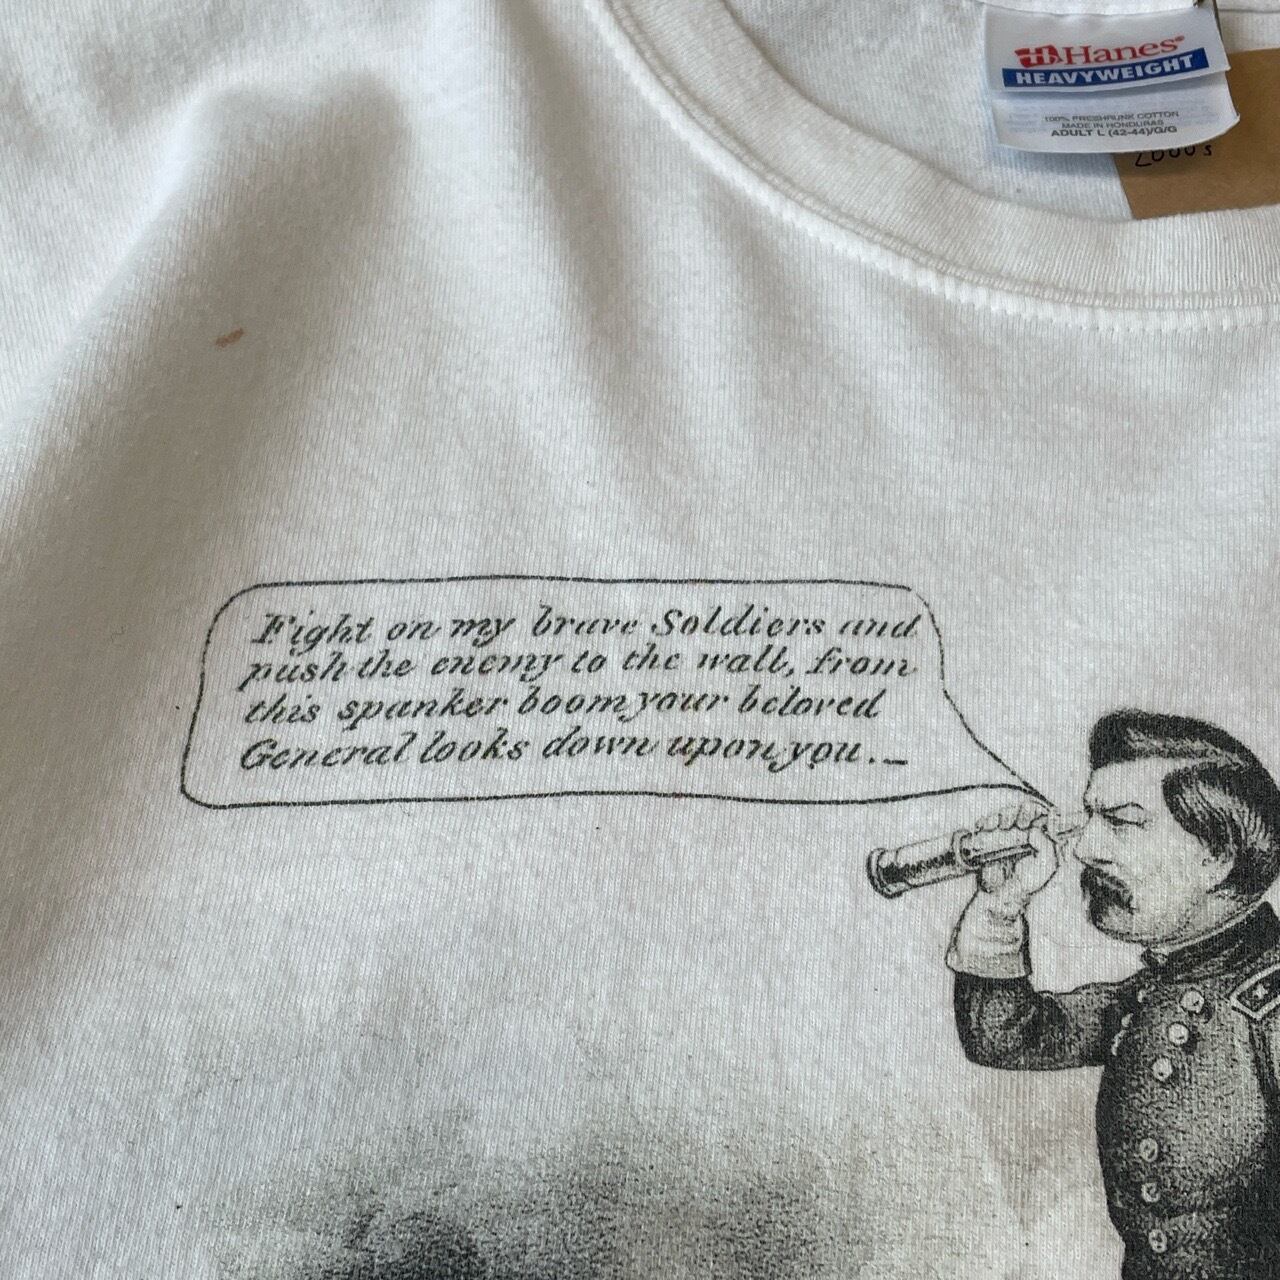 Hanes®
HEAVYWEIGHT
100% PRESHRUNK COTTON
MADE IN HONDURAS
ADULT L (42-44)/G/G
2000's
Fight on my brave Soldiers and
push the enemy to the wall, from
this spanker boom your beloved
General looks down upon you._